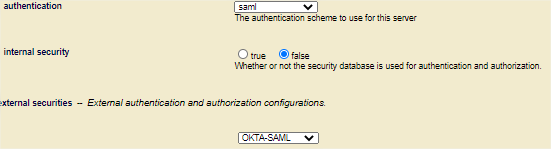 authentication
saml
The authentication scheme to use for this server
internal security
true false
Whether or not the security database is used for authentication and authorization.
xternal securities -- External authentication and authorization configurations.
OKTA-SAML